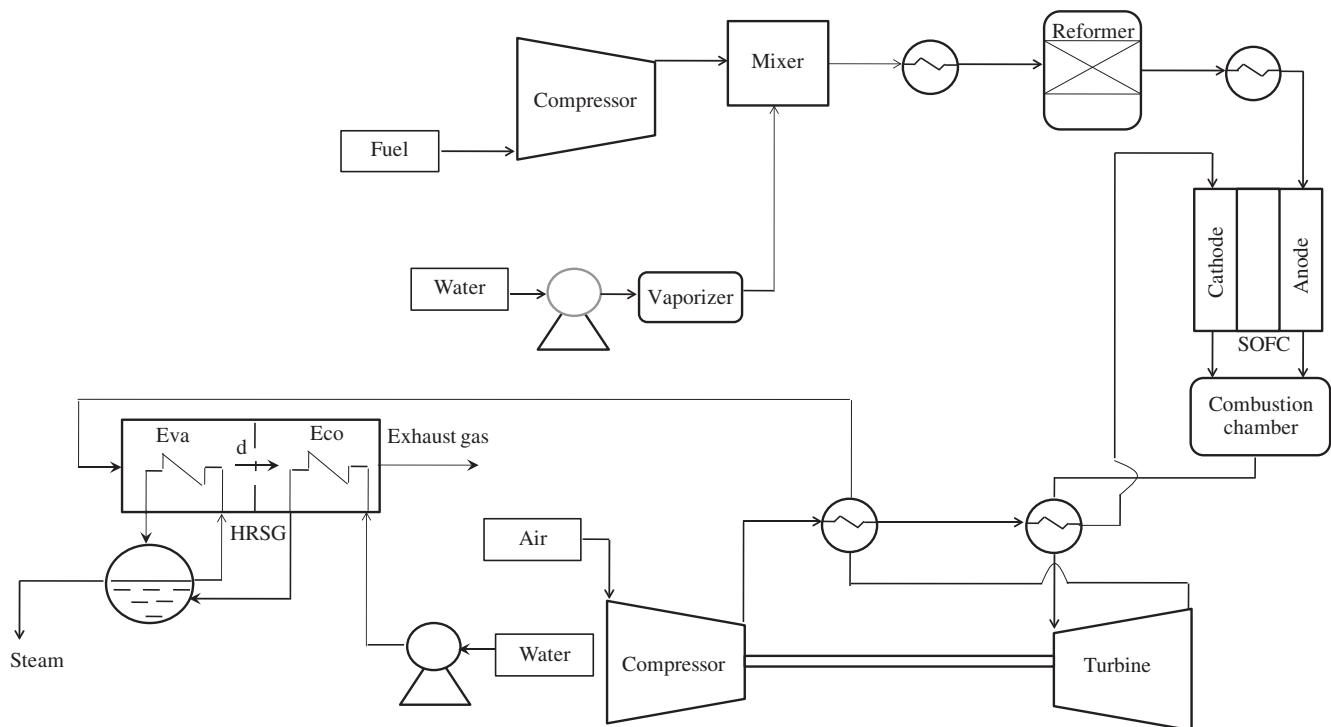 Reformer
Mixer
Compressor
Fuel
Cathode
Anode
Water
Vaporizer
SOFC
Combustion
chamber
Eva
d
Eco
Exhaust gas
HRSG
Air
Steam
Water
Compressor
Turbine